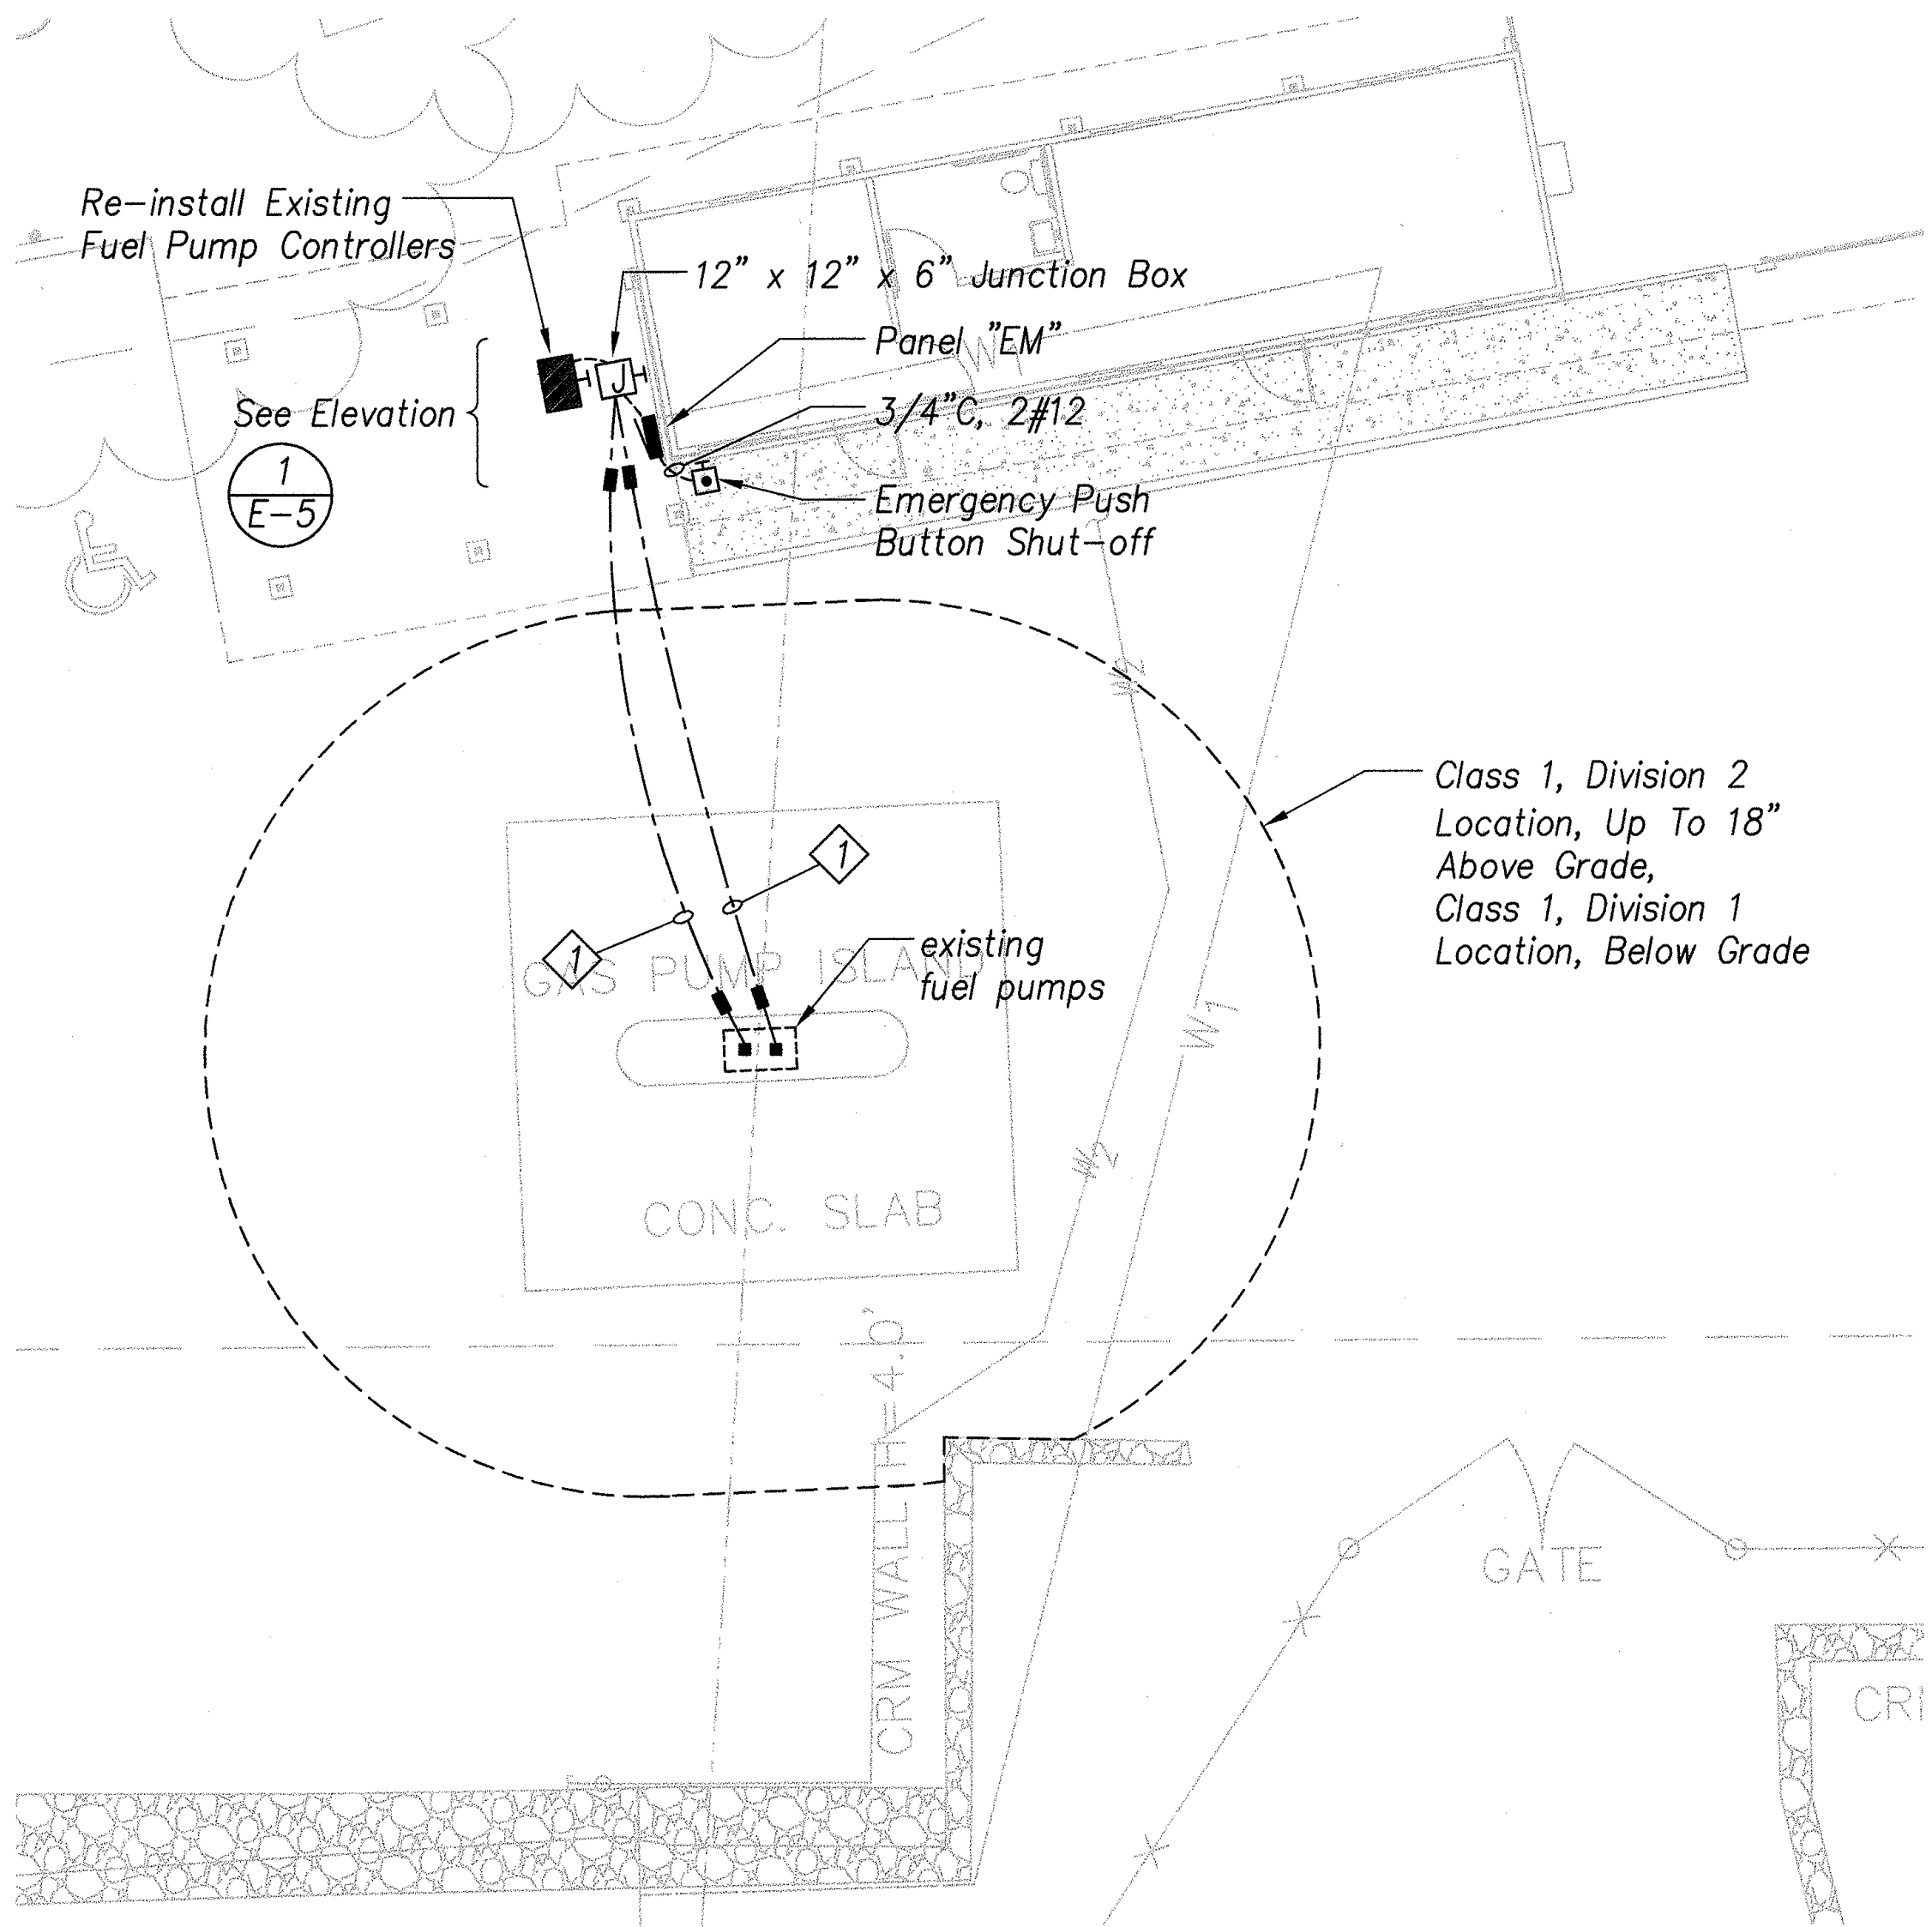 Re-install Existing
Fuel Pump Controllers
12" x 12" x 6" Junction Box
Panel "EM"
W1
J
See Elevation
3/4"C, 2#12
1
E-5
Emergency Push
Button Shut-off
W2
Class 1, Division 2
Location, Up To 18"
Above Grade,
Class 1, Division 1
Location, Below Grade
1
1
existing
fuel pumps
GAS PUMP ISLAND
W1
W2
CONC. SLAB
CRM WALL H=4.0'
GATE